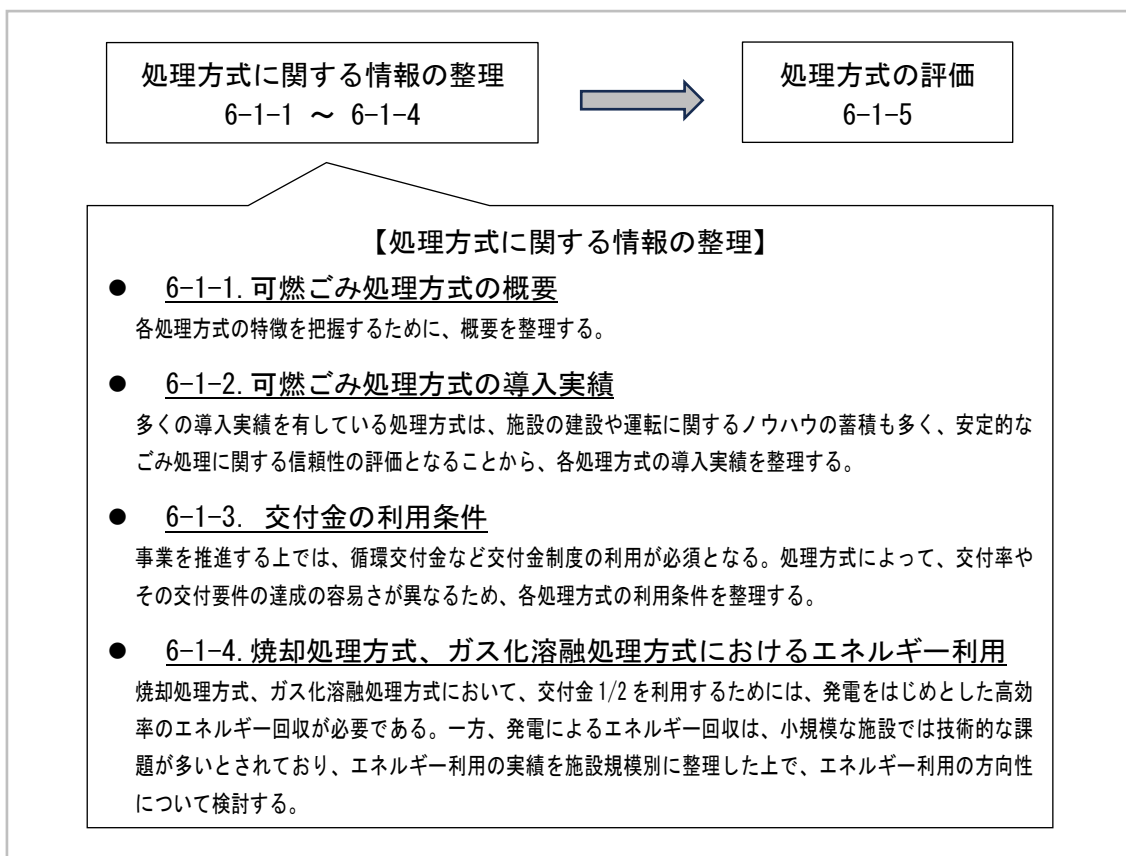 処理方式に関する情報の整理
6-1-1 ～ 6-1-4
処理方式の評価
6-1-5
【処理方式に関する情報の整理】
● 6-1-1.可燃ごみ処理方式の概要
各処理方式の特徴を把握するために、概要を整理する。
● 6-1-2.可燃ごみ処理方式の導入実績
多くの導入実績を有している処理方式は、施設の建設や運転に関するノウハウの蓄積も多く、安定的な
ごみ処理に関する信頼性の評価となることから、各処理方式の導入実績を整理する。
● 6-1-3. 交付金の利用条件
事業を推進する上では、循環交付金など交付金制度の利用が必須となる。処理方式によって、交付率や
その交付要件の達成の容易さが異なるため、各処理方式の利用条件を整理する。
● 6-1-4.焼却処理方式、ガス化溶融処理方式におけるエネルギー利用
焼却処理方式、ガス化溶融処理方式において、交付金 1/2 を利用するためには、発電をはじめとした高効
率のエネルギー回収が必要である。一方、発電によるエネルギー回収は、小規模な施設では技術的な課
題が多いとされており、エネルギー利用の実績を施設規模別に整理した上で、エネルギー利用の方向性
について検討する。